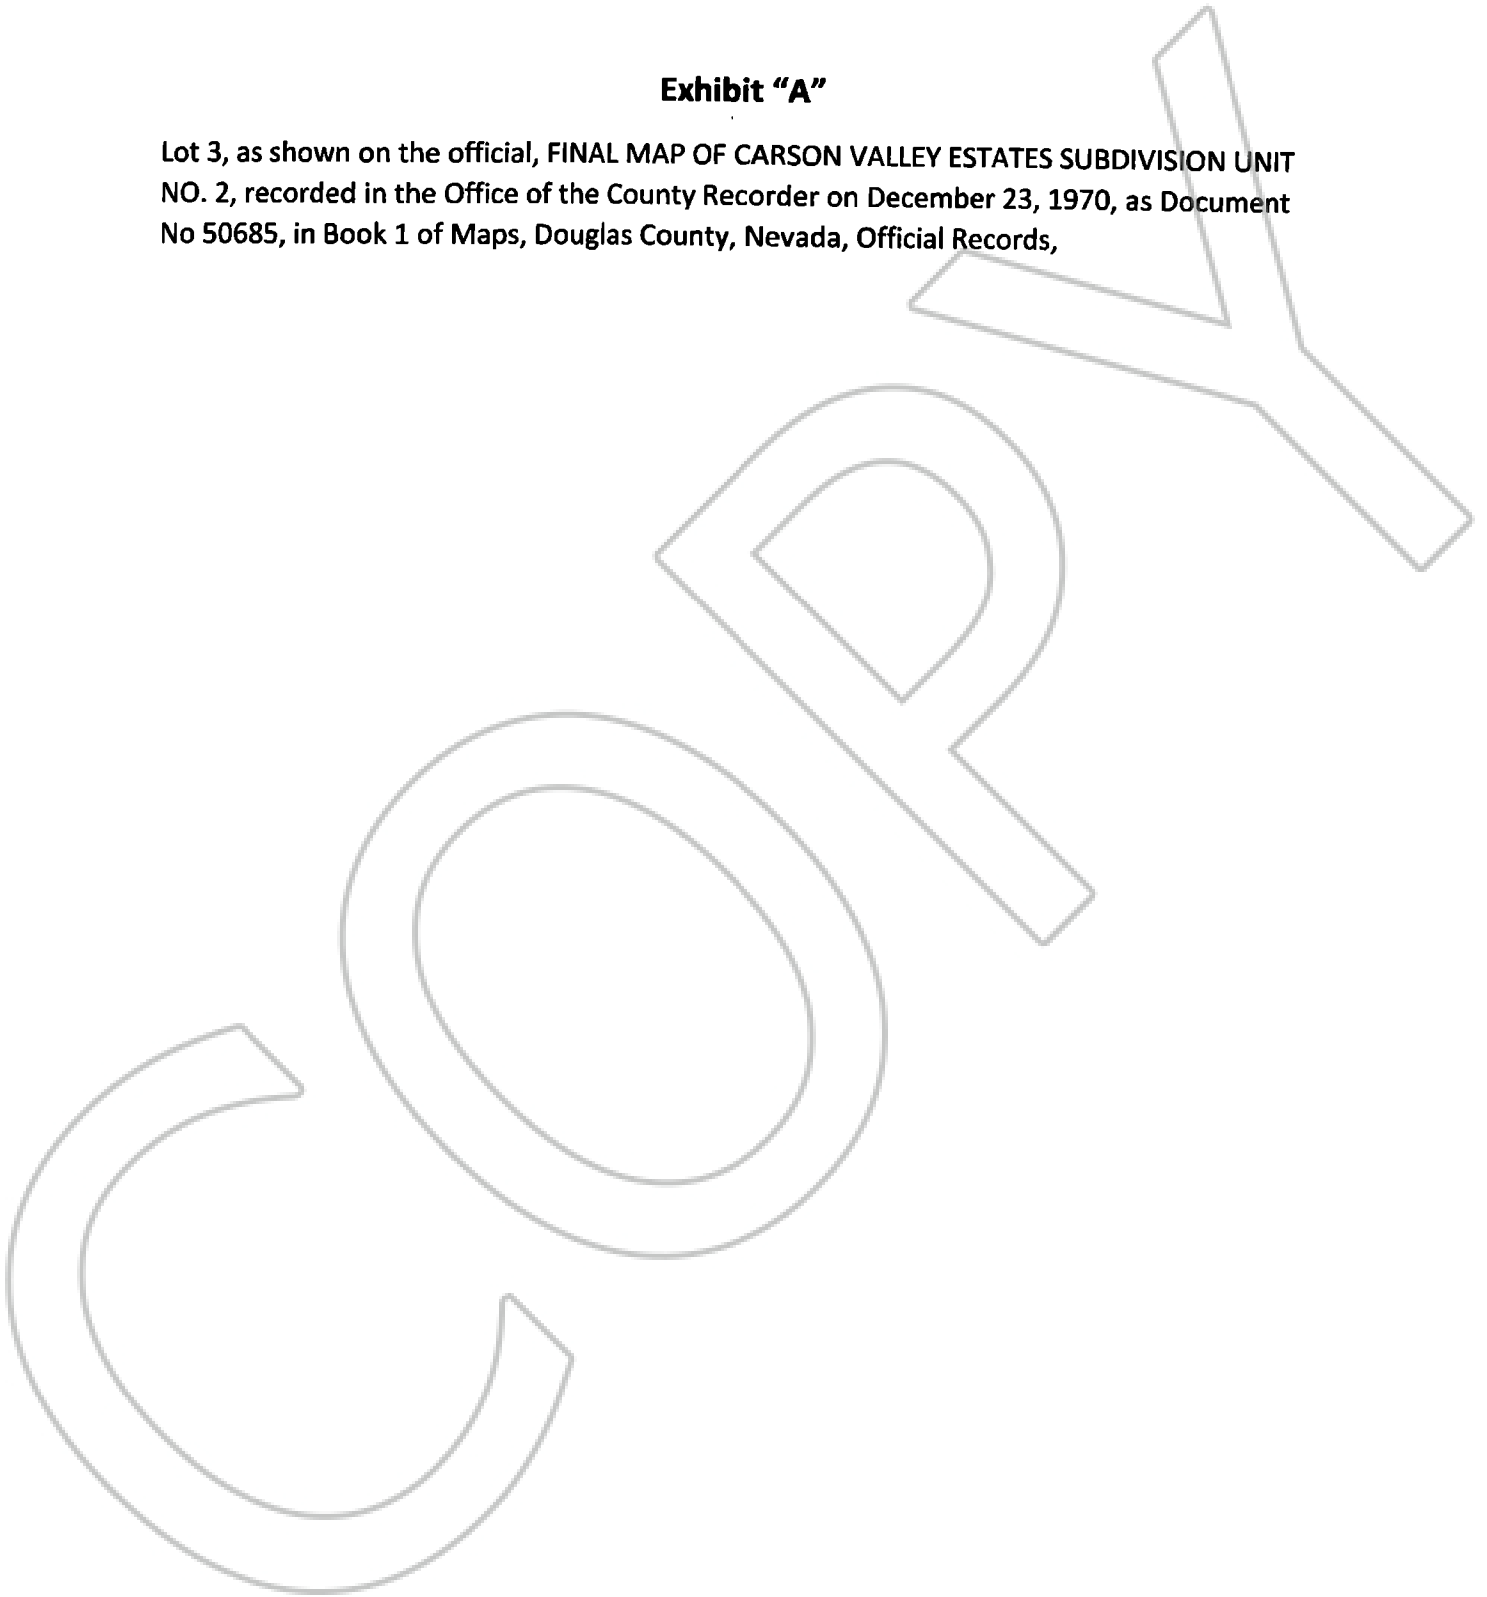 Exhibit “A”
Lot 3, as shown on the official, FINAL MAP OF CARSON VALLEY ESTATES SUBDIVISION UNIT
NO. 2, recorded in the Office of the County Recorder on December 23, 1970, as Document
No 50685, in Book 1 of Maps, Douglas County, Nevada, Official Records,
COPY